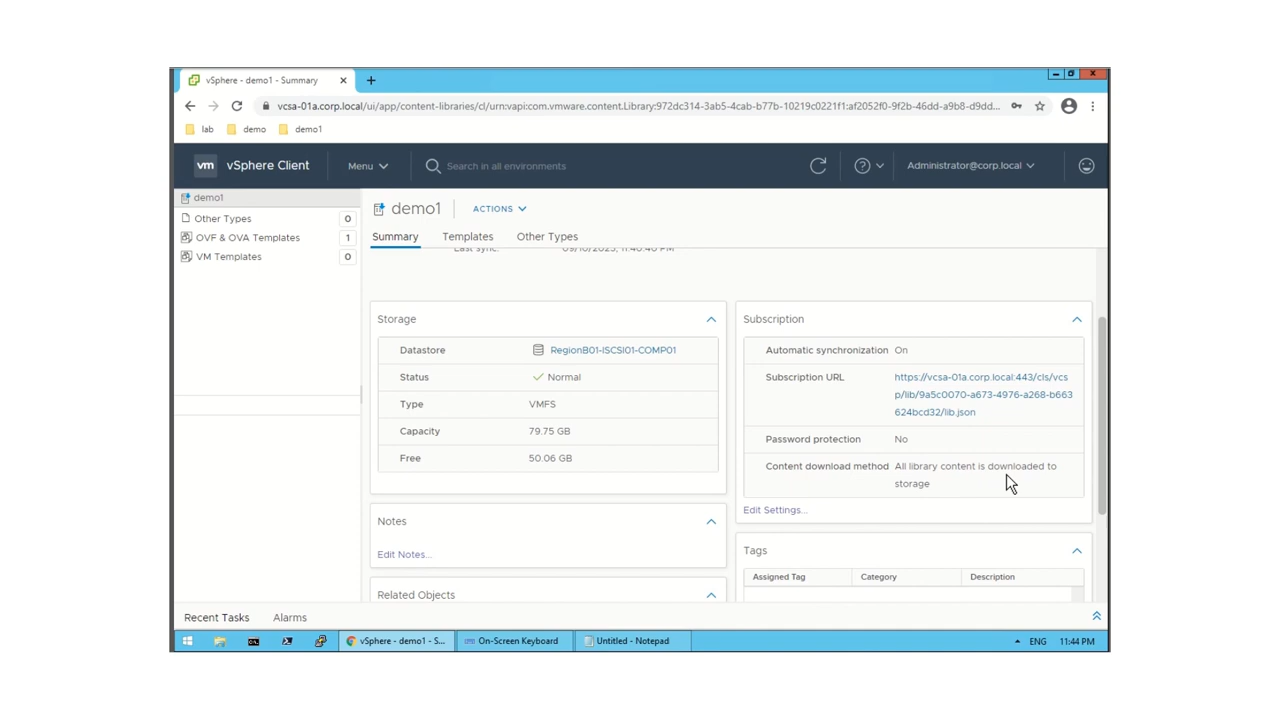 vSphere - demo1 - Summary
vcsa-01a.corp.local/ui/app/content-libraries/cl/urn:vapi:com.vmware.content.Library:972dc314-3ab5-4cab-b77b-10219c0221f1:af2052f0-9f2b-46dd-a9b8-d9dd...
lab demo demo1
vm vSphere Client Menu Search in all environments Administrator@corp.local
demo1
Other Types 0
OVF & OVA Templates 1
VM Templates 0
demo1 ACTIONS
Summary Templates Other Types
Last sync:
Storage
Datastore RegionB01-ISCSI01-COMP01
Status Normal
Type VMFS
Capacity 79.75 GB
Free 50.06 GB
Notes
Edit Notes...
Related Objects
Subscription
Automatic synchronization On
Subscription URL https://vcsa-01a.corp.local:443/cls/vcs
p/lib/9a5c0070-a673-4976-a268-b663
624bcd32/lib.json
Password protection No
Content download method All library content is downloaded to
storage
Edit Settings...
Tags
Assigned Tag Category Description
Recent Tasks Alarms
vSphere - demo1 - S... On-Screen Keyboard Untitled - Notepad ENG 11:44 PM